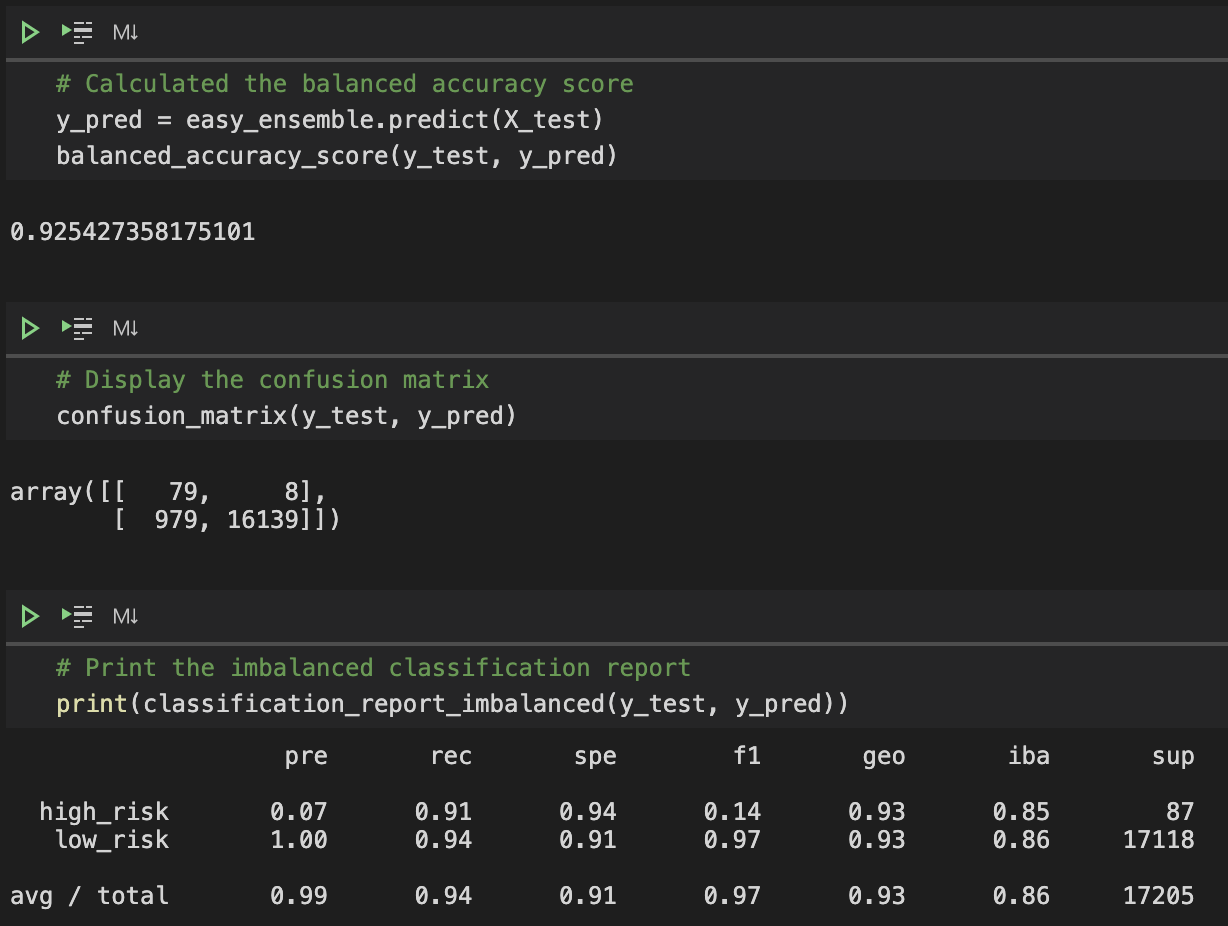 M↓
# Calculated the balanced accuracy score
y_pred = easy_ensemble.predict(X_test)
balanced_accuracy_score(y_test, y_pred)
0.925427358175101
M↓
# Display the confusion matrix
confusion_matrix(y_test, y_pred)
array([[   79,     8],
       [  979, 16139]])
M↓
# Print the imbalanced classification report
print(classification_report_imbalanced(y_test, y_pred))
pre rec spe f1 geo iba sup
high_risk 0.07 0.91 0.94 0.14 0.93 0.85 87
low_risk 1.00 0.94 0.91 0.97 0.93 0.86 17118
avg / total 0.99 0.94 0.91 0.97 0.93 0.86 17205